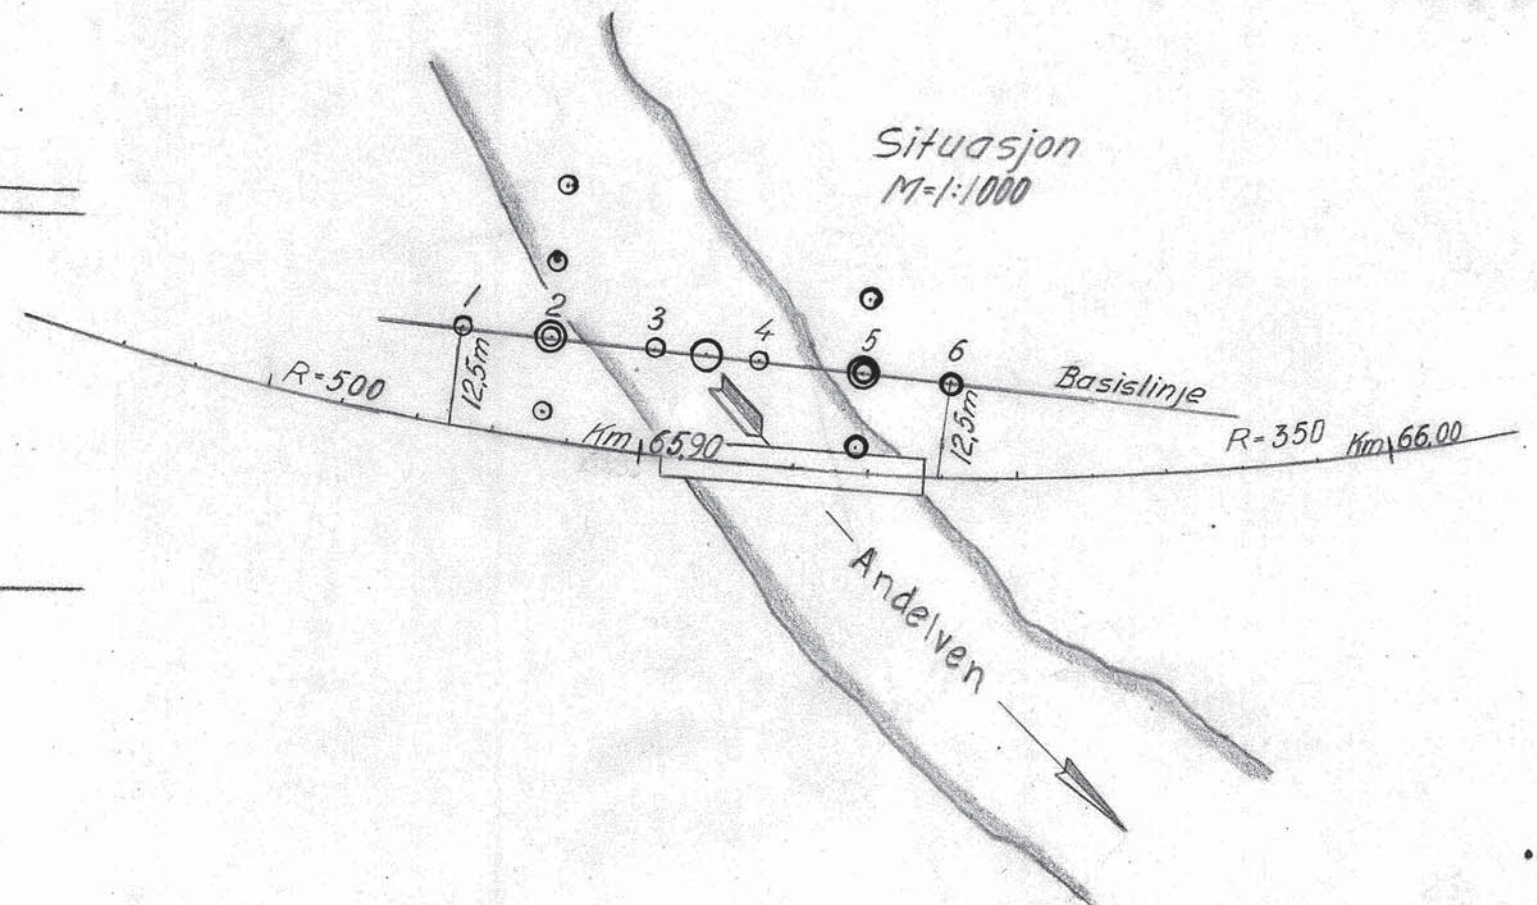 Situasjon
M=1:1000
1
2
3
4
5
6
12,5m
12,5m
R=500
Km 65,90
Basislinje
R=350
Km 66,00
Andelven